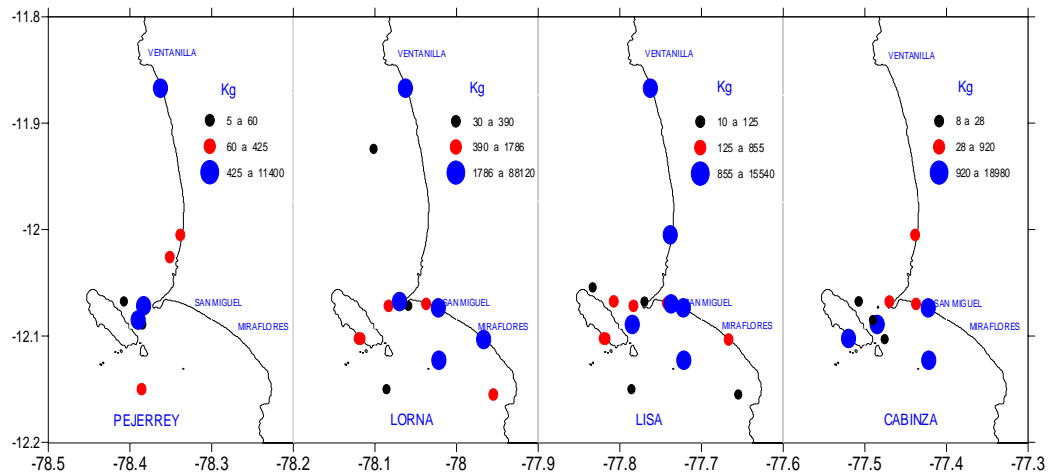 -11.8
-11.9
-12
-12.1
-12.2
VENTANILLA
Kg
5 a 60
60 a 425
425 a 11400
SAN MIGUEL
MIRAFLORES
PEJERREY
VENTANILLA
Kg
30 a 390
390 a 1786
1786 a 88120
SAN MIGUEL
MIRAFLORES
LORNA
VENTANILLA
Kg
10 a 125
125 a 855
855 a 15540
SAN MIGUEL
MIRAFLORES
LISA
VENTANILLA
Kg
8 a 28
28 a 920
920 a 18980
SAN MIGUEL
MIRAFLORES
CABINZA
-78.5 -78.4 -78.3 -78.2 -78.1 -78 -77.9 -77.8 -77.7 -77.6 -77.5 -77.4 -77.3